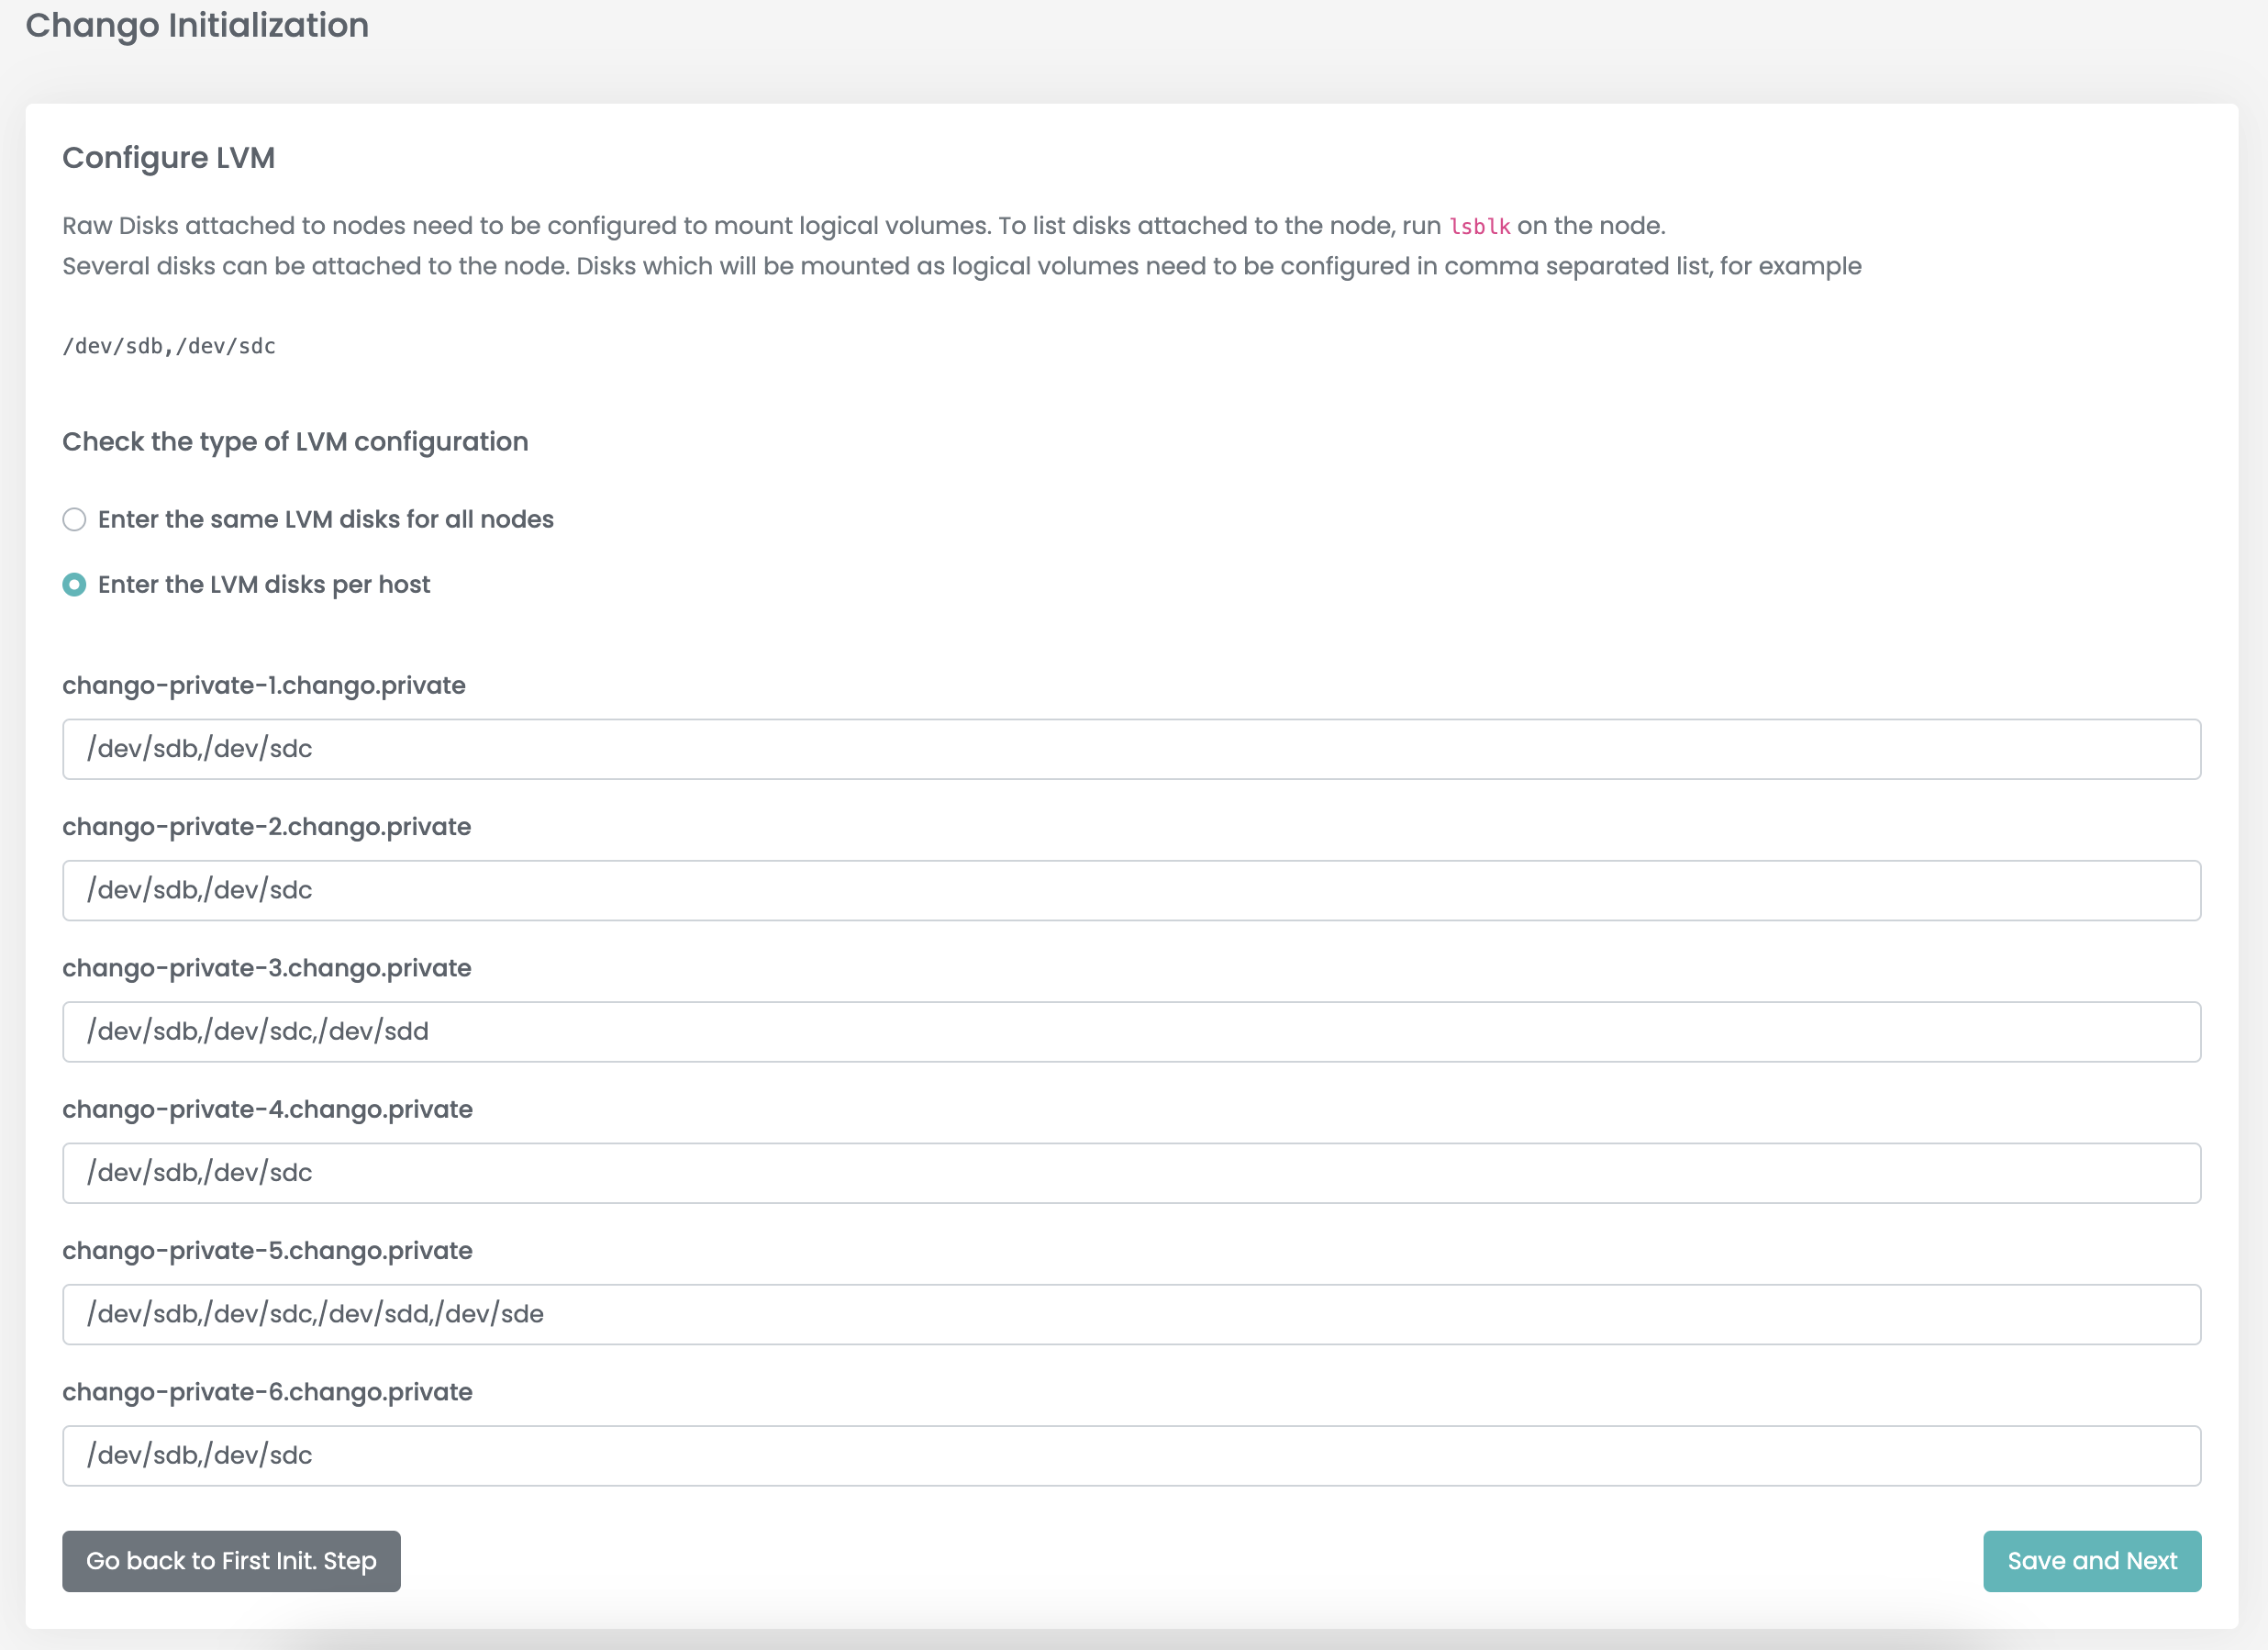 Chango Initialization
Configure LVM
Raw Disks attached to nodes need to be configured to mount logical volumes. To list disks attached to the node, run lsblk on the node.
Several disks can be attached to the node. Disks which will be mounted as logical volumes need to be configured in comma separated list, for example
/dev/sdb,/dev/sdc
Check the type of LVM configuration
Enter the same LVM disks for all nodes
Enter the LVM disks per host
chango-private-1.chango.private
/dev/sdb,/dev/sdc
chango-private-2.chango.private
/dev/sdb,/dev/sdc
chango-private-3.chango.private
/dev/sdb,/dev/sdc,/dev/sdd
chango-private-4.chango.private
/dev/sdb,/dev/sdc
chango-private-5.chango.private
/dev/sdb,/dev/sdc,/dev/sdd,/dev/sde
chango-private-6.chango.private
/dev/sdb,/dev/sdc
Go back to First Init. Step
Save and Next